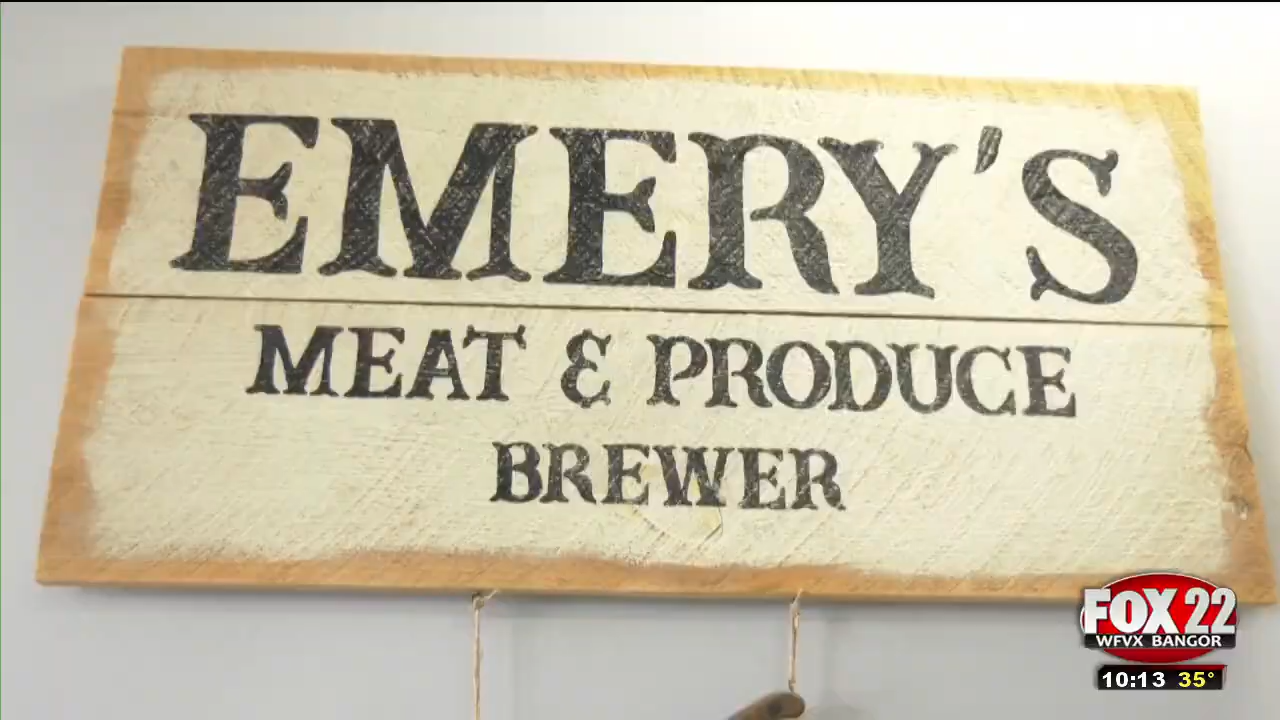 EMERY'S
MEAT & PRODUCE
BREWER
FOX 22
WFVX BANGOR
10:13 35°